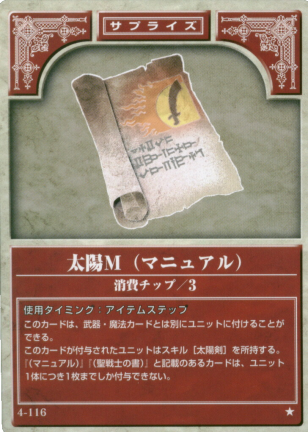 サプライズ
太陽M（マニュアル）
消費チップ／3
使用タイミング：アイテムステップ
このカードは、武器・魔法カードとは別にユニットに付けることが
できる。
このカードが付与されたユニットはスキル［太陽剣］を所持する。
『（マニュアル）』『（聖戦士の書）』と記載のあるカードは、ユニット
1体につき1枚までしか付与できない。
4-116
★